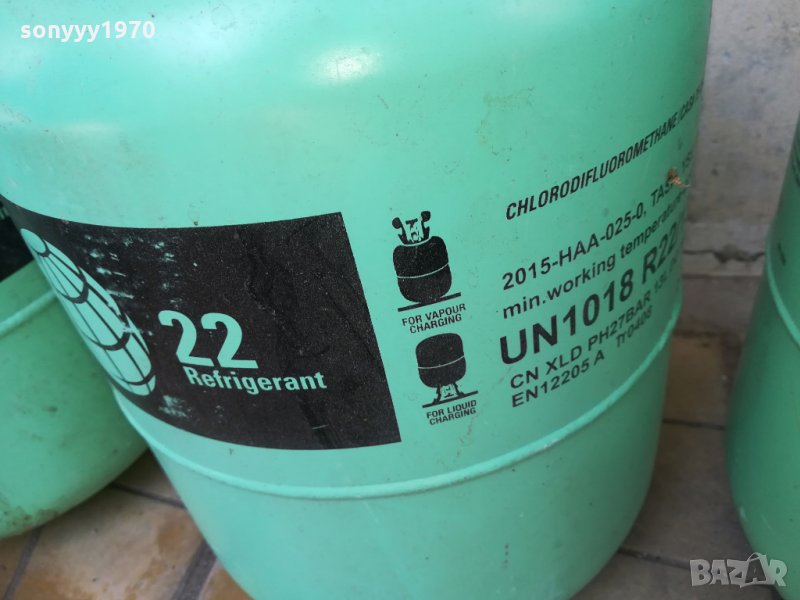 sonyyy1970
22
Refrigerant
FOR VAPOUR
CHARGING
FOR LIQUID
CHARGING
CHLORODIFLUOROMETHANE
2015-HAA-025-0,
min.working temperature
UN1018 R22
CN XLD PH27BAR
EN12205 A
BAZAR